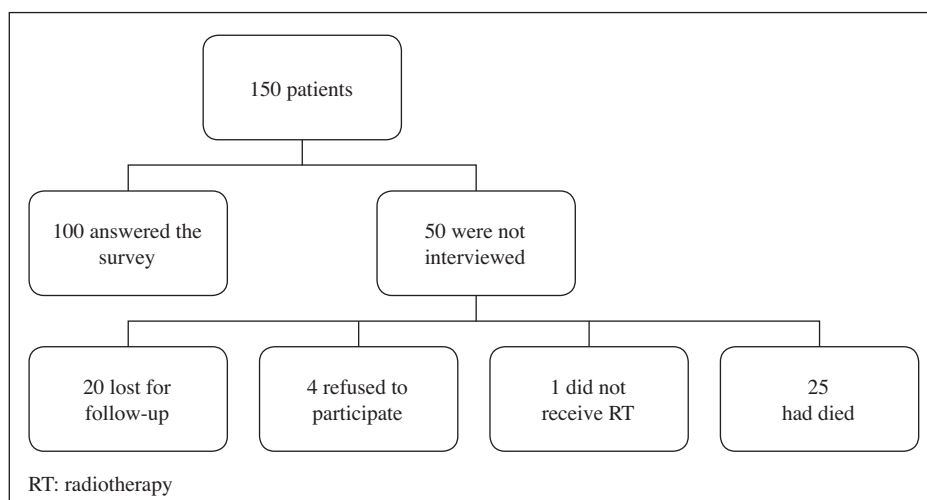 150 patients
100 answered the
survey
50 were not
interviewed
20 lost for
follow-up
4 refused to
participate
1 did not
receive RT
25
had died
RT: radiotherapy